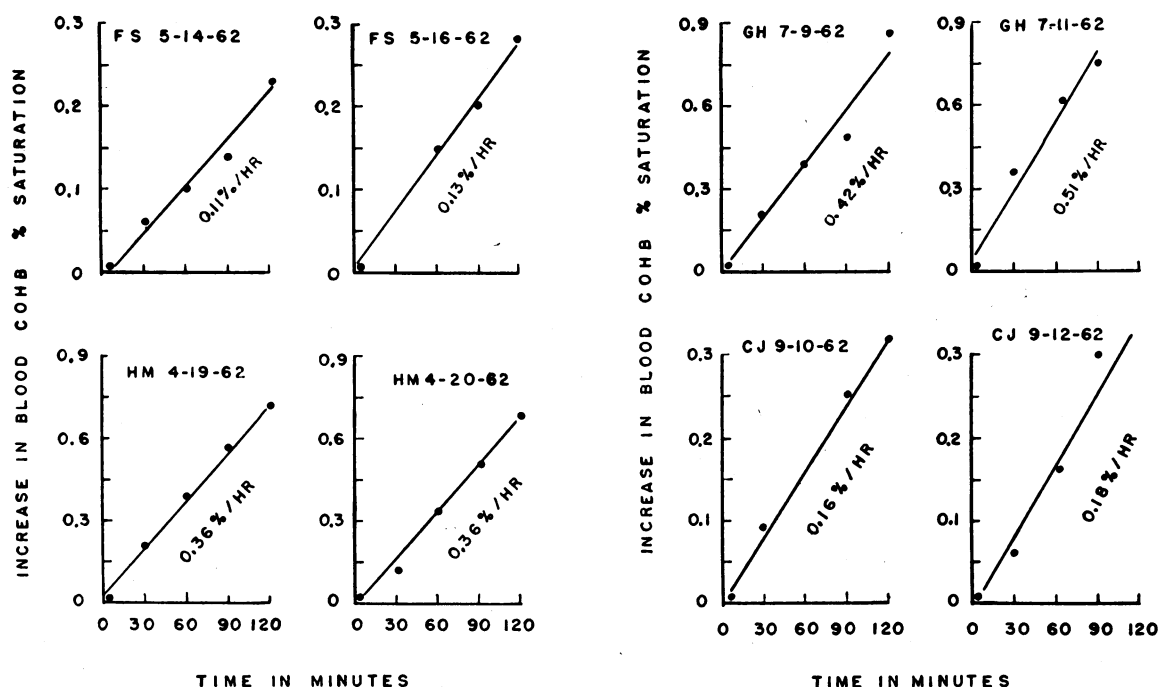 INCREASE IN BLOOD COHB % SATURATION
0.3
0.2
0.1
0
FS 5-14-62
0.11%/HR
0.3
0.2
0.1
0
FS 5-16-62
0.13%/HR
0.9
0.6
0.3
0
HM 4-19-62
0.36%/HR
0 30 60 90 120
0.9
0.6
0.3
0
HM 4-20-62
0.36%/HR
0 30 60 90 120
TIME IN MINUTES
INCREASE IN BLOOD COHB % SATURATION
0.9
0.6
0.3
0
GH 7-9-62
0.42%/HR
0.9
0.6
0.3
0
GH 7-11-62
0.51%/HR
0.3
0.2
0.1
0
CJ 9-10-62
0.16%/HR
0 30 60 90 120
0.3
0.2
0.1
0
CJ 9-12-62
0.18%/HR
0 30 60 90 120
TIME IN MINUTES